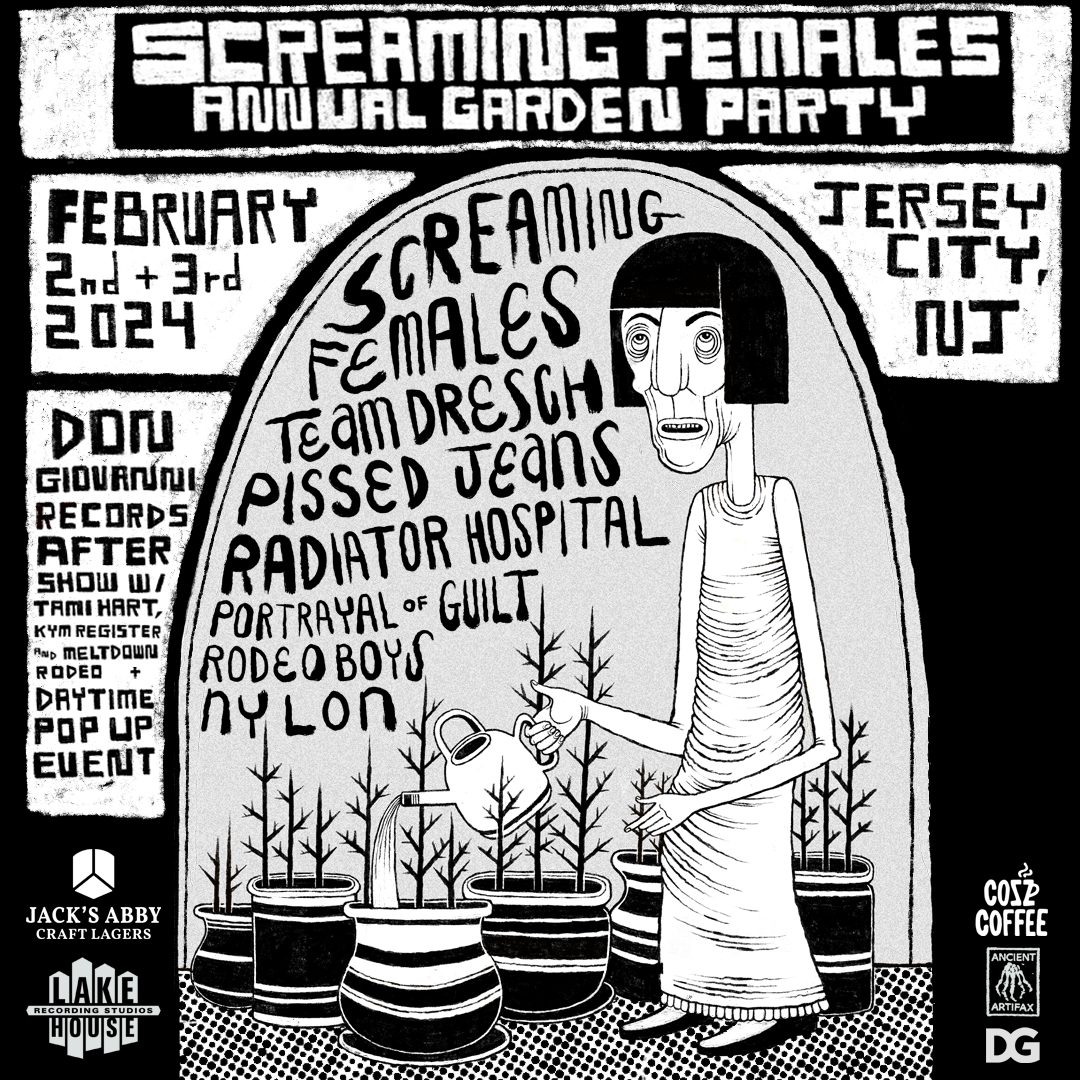 SCREAMING FEMALES
ANNUAL GARDEN PARTY
FEBRUARY
2nd + 3rd
2024
JERSEY
CITY,
NJ
SCREAMING
FEMALES
TEam DRESCH
PISSED JEanS
RADIATOR HOSPITAL
PORTRAYAL OF GUILT
RODEO BOYS
nYLOn
DON
GIOVANNI
RECORDS
AFTER
SHOW W/
TAMI HART,
KYM REGISTER
AND MELTDOWN
RODEO +
DAYTIME
POP UP
EVENT
JACK'S ABBY
CRAFT LAGERS
LAKE
RECORDING STUDIOS
HOUSE
COZZ
COFFEE
ANCIENT
ARTIFAX
DG